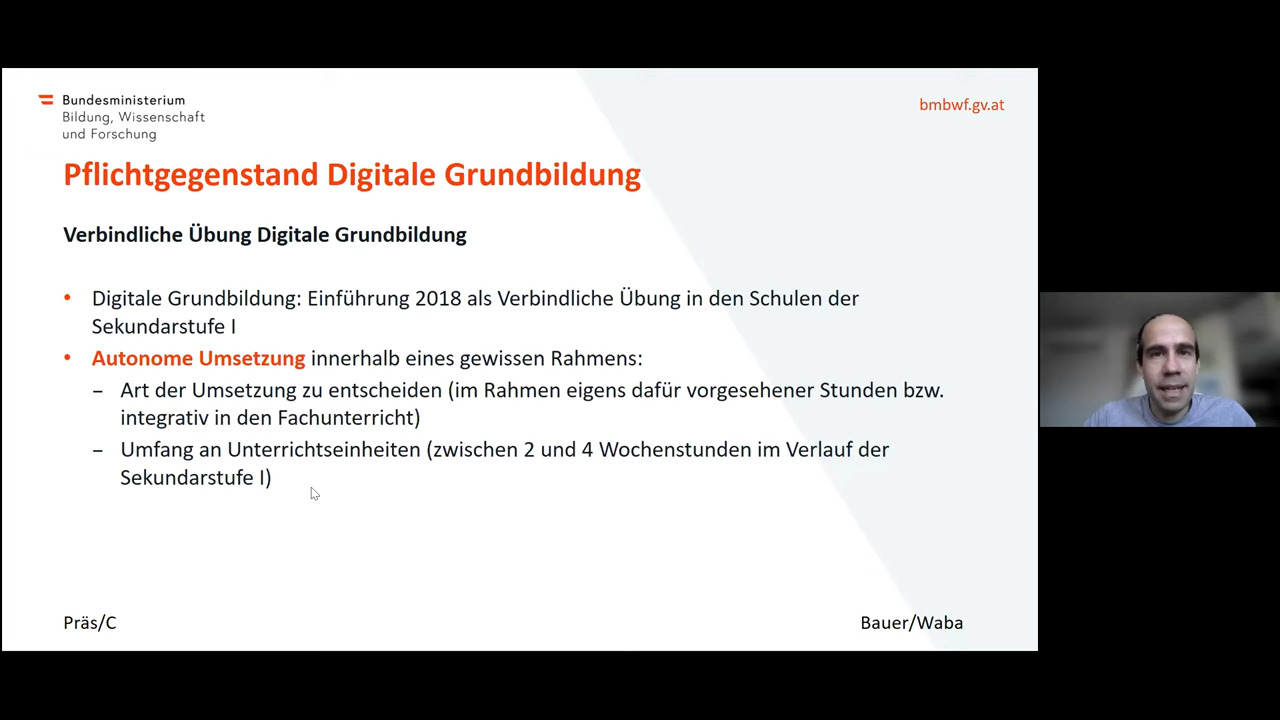 Bundesministerium
Bildung, Wissenschaft
und Forschung
bmbwf.gv.at
Pflichtgegenstand Digitale Grundbildung
Verbindliche Übung Digitale Grundbildung
• Digitale Grundbildung: Einführung 2018 als Verbindliche Übung in den Schulen der
Sekundarstufe I
• Autonome Umsetzung innerhalb eines gewissen Rahmens:
– Art der Umsetzung zu entscheiden (im Rahmen eigens dafür vorgesehener Stunden bzw.
integrativ in den Fachunterricht)
– Umfang an Unterrichtseinheiten (zwischen 2 und 4 Wochenstunden im Verlauf der
Sekundarstufe I)
Präs/C
Bauer/Waba